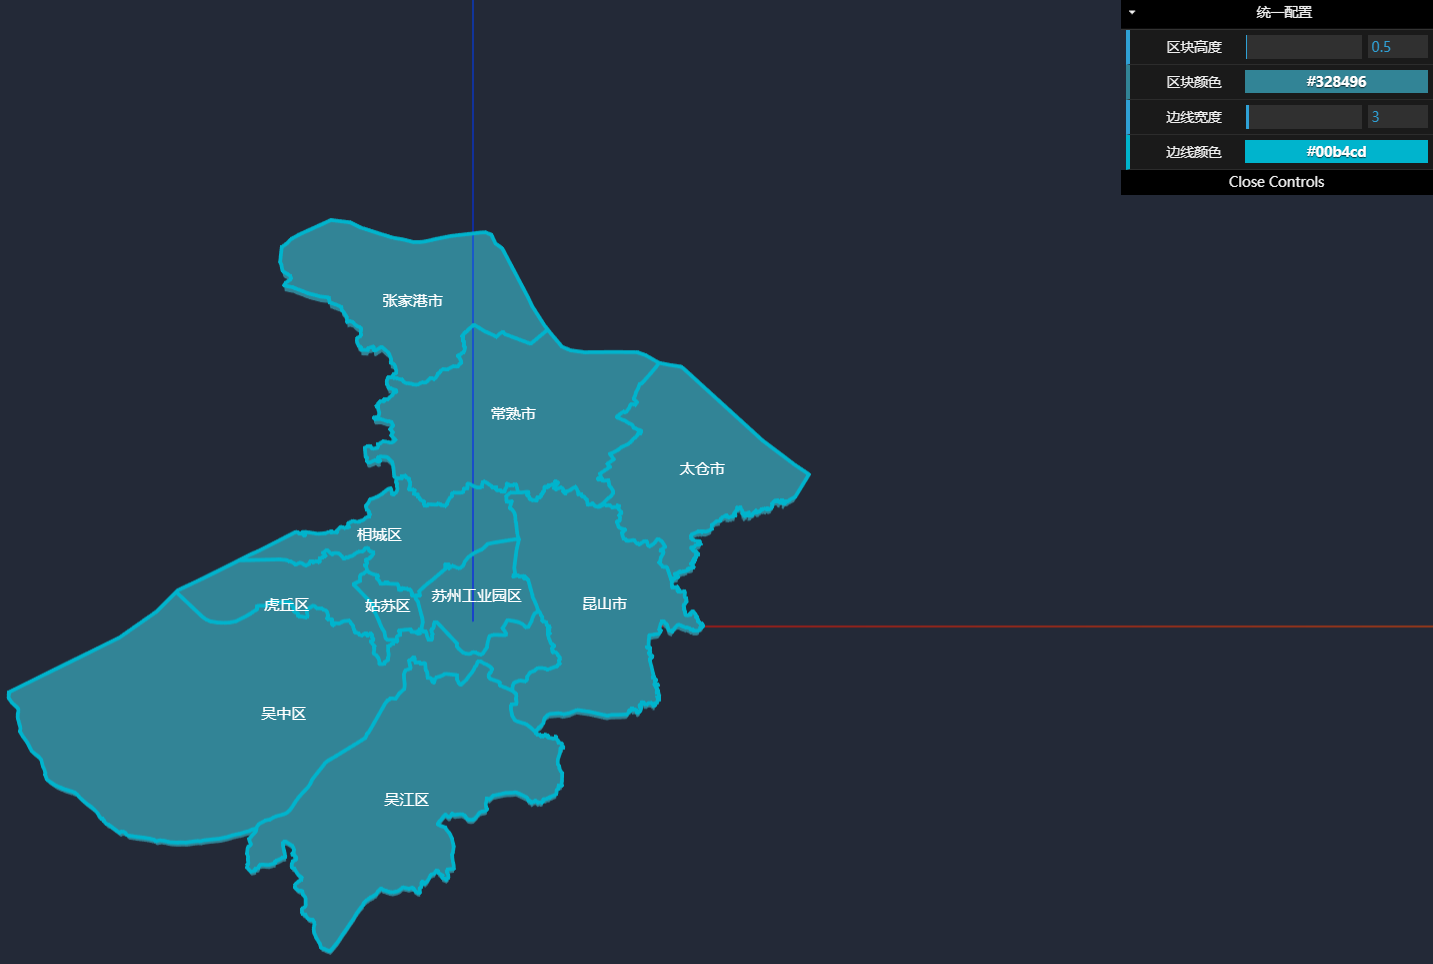 统一配置
区块高度 0.5
区块颜色 #328496
边线宽度 3
边线颜色 #00b4cd
Close Controls
张家港市
常熟市
太仓市
相城区
苏州工业园区
昆山市
虎丘区
姑苏区
吴中区
吴江区